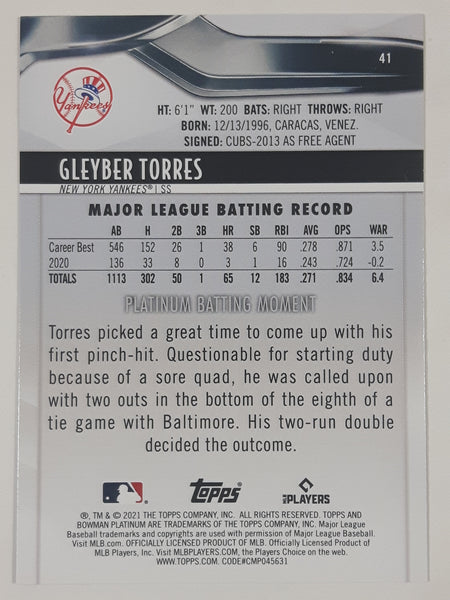 41
Yankees
HT: 6'1" WT: 200 BATS: RIGHT THROWS: RIGHT
BORN: 12/13/1996, CARACAS, VENEZ.
SIGNED: CUBS-2013 AS FREE AGENT
GLEYBER TORRES
NEW YORK YANKEES® | SS
MAJOR LEAGUE BATTING RECORD
AB H 2B 3B HR SB RBI AVG OPS WAR
Career Best 546 152 26 1 38 6 90 .278 .871 3.5
2020 136 33 8 0 3 1 16 .243 .724 -0.2
TOTALS 1113 302 50 1 65 12 183 .271 .834 6.4
PLATINUM BATTING MOMENT
Torres picked a great time to come up with his
first pinch-hit. Questionable for starting duty
because of a sore quad, he was called upon
with two outs in the bottom of the eighth of a
tie game with Baltimore. His two-run double
decided the outcome.
Topps
MLB PLAYERS
®, TM & © 2021 THE TOPPS COMPANY, INC. ALL RIGHTS RESERVED. TOPPS AND
BOWMAN PLATINUM ARE TRADEMARKS OF THE TOPPS COMPANY, INC. Major League
Baseball trademarks and copyrights are used with permission of Major League Baseball.
Visit MLB.com. OFFICIALLY LICENSED PRODUCT OF MLB. Officially Licensed Product of
MLB Players, Inc. Visit MLBPLAYERS.com, the Players Choice on the web.
WWW.TOPPS.COM. CODE#CMP045631